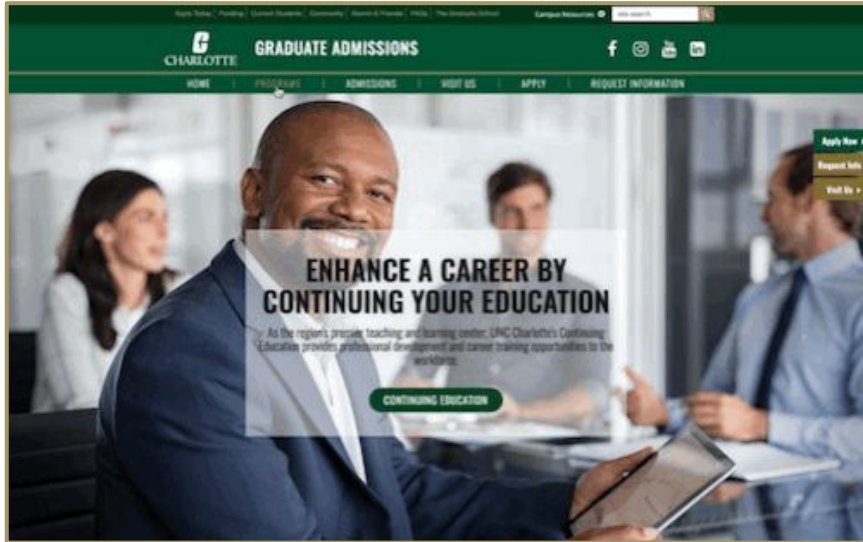 Apply Today | Funding | Current Students | Community | Alumni & Friends | FAQs | The Graduate School Campus Resources site search
CHARLOTTE GRADUATE ADMISSIONS
HOME | PROGRAMS | ADMISSIONS | VISIT US | APPLY | REQUEST INFORMATION
Apply Now
Request Info
Visit Us >
ENHANCE A CAREER BY
CONTINUING YOUR EDUCATION
As the region's premier teaching and learning center, UNC Charlotte's Continuing
Education provides professional development and career training opportunities to the
workforce.
CONTINUING EDUCATION